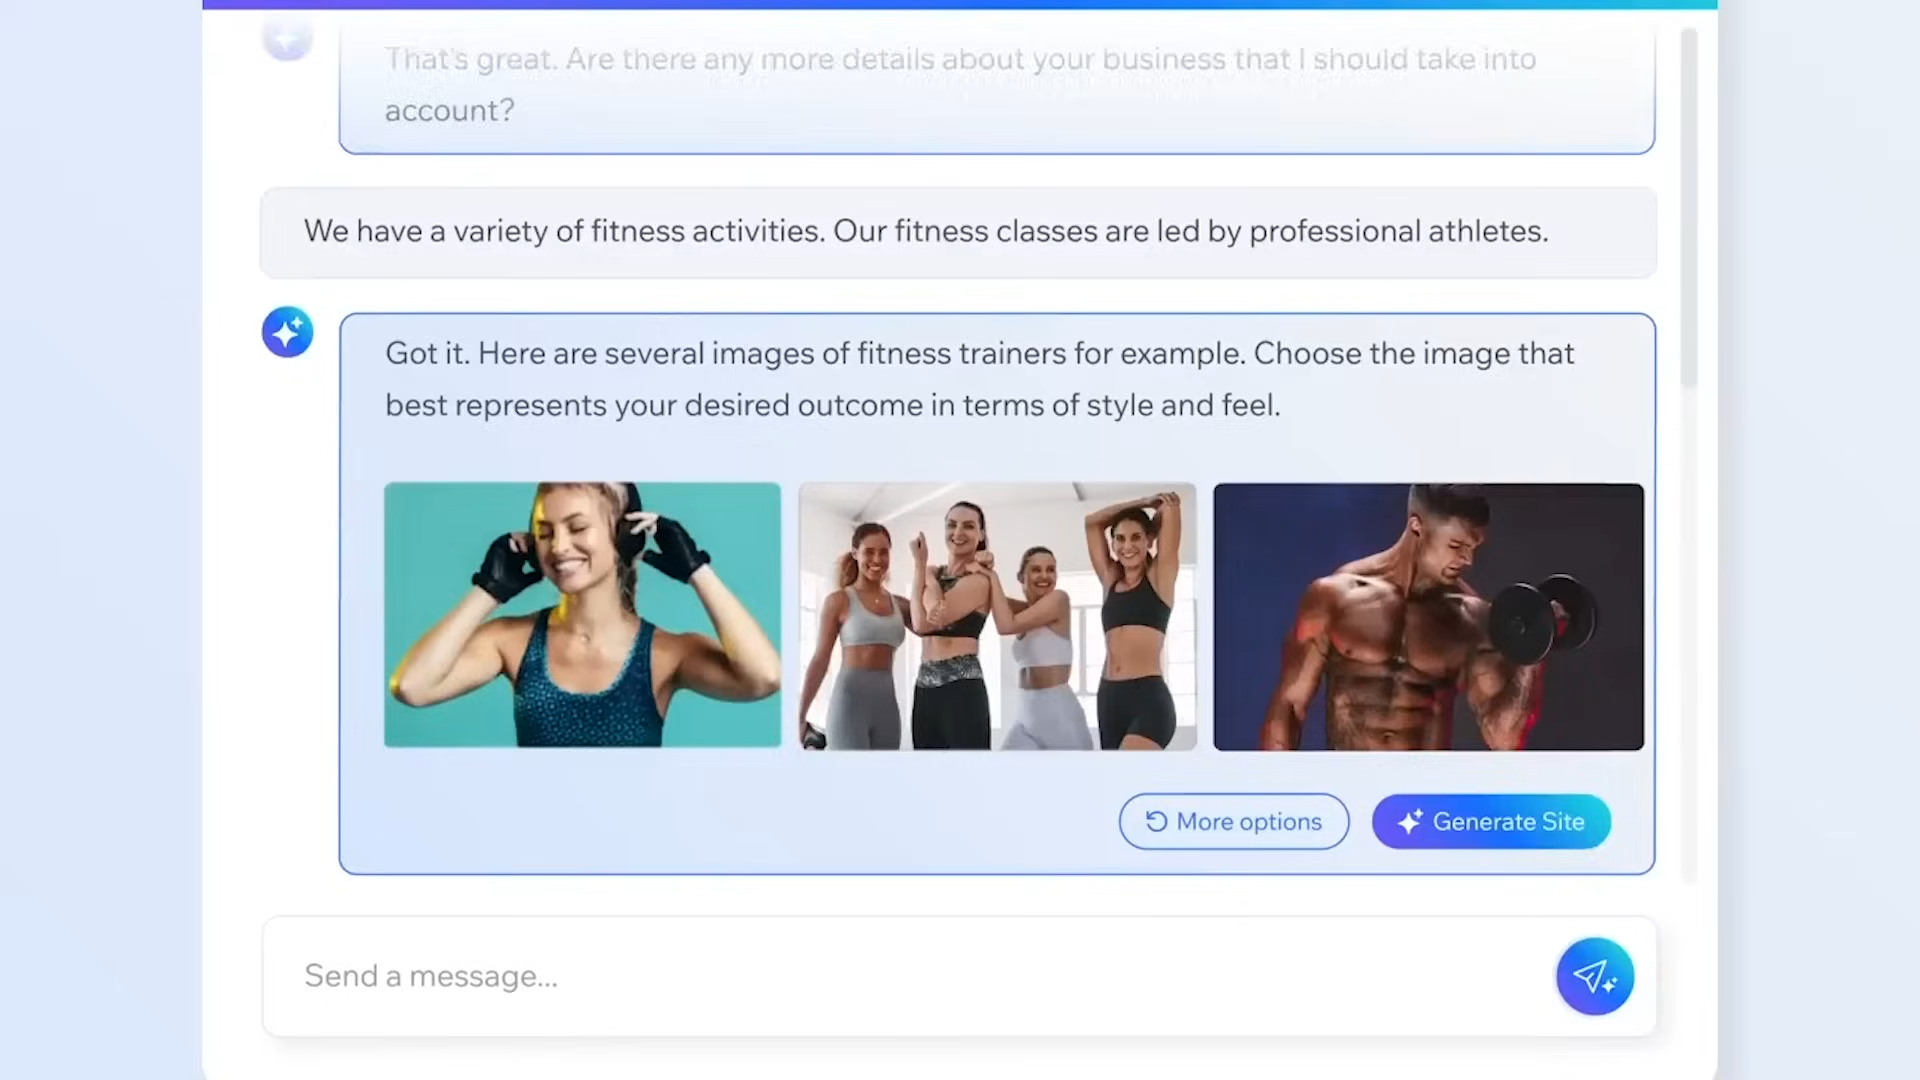 That's great. Are there any more details about your business that I should take into
account?
We have a variety of fitness activities. Our fitness classes are led by professional athletes.
Got it. Here are several images of fitness trainers for example. Choose the image that
best represents your desired outcome in terms of style and feel.
More options
Generate Site
Send a message...